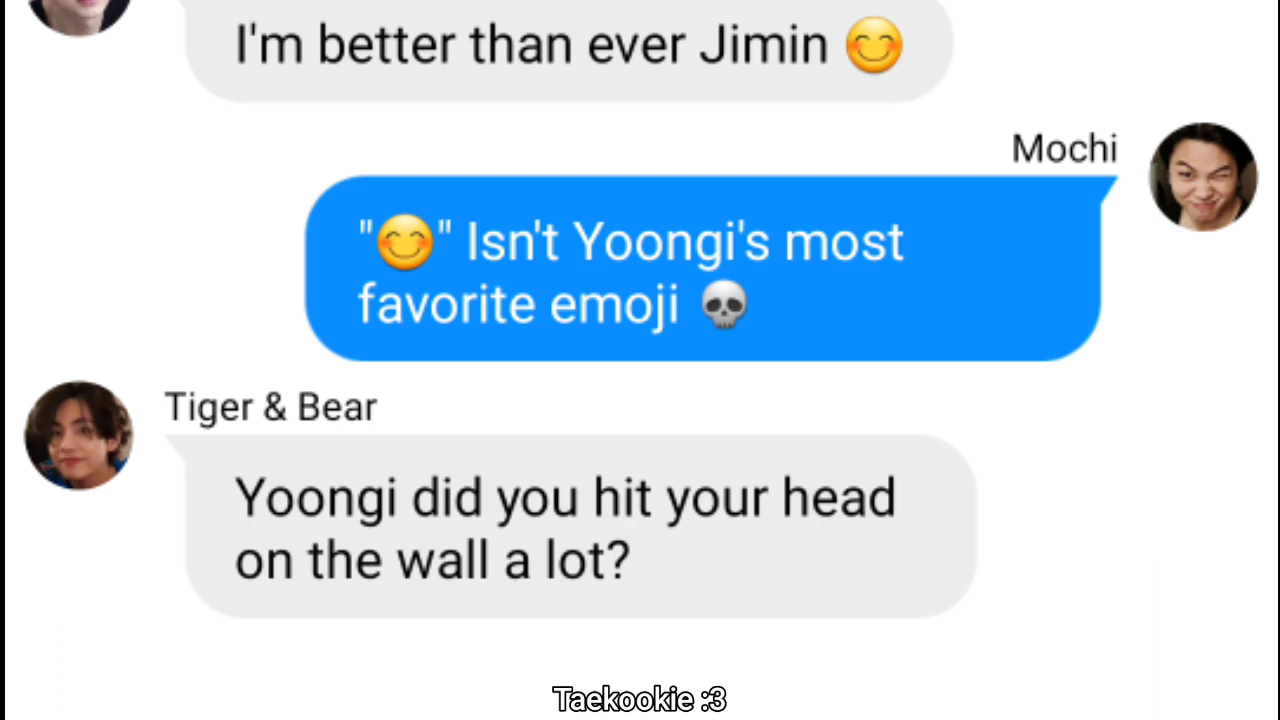 I'm better than ever Jimin 😊
Mochi
"😊" Isn't Yoongi's most
favorite emoji 💀
Tiger & Bear
Yoongi did you hit your head
on the wall a lot?
Taekookie :3